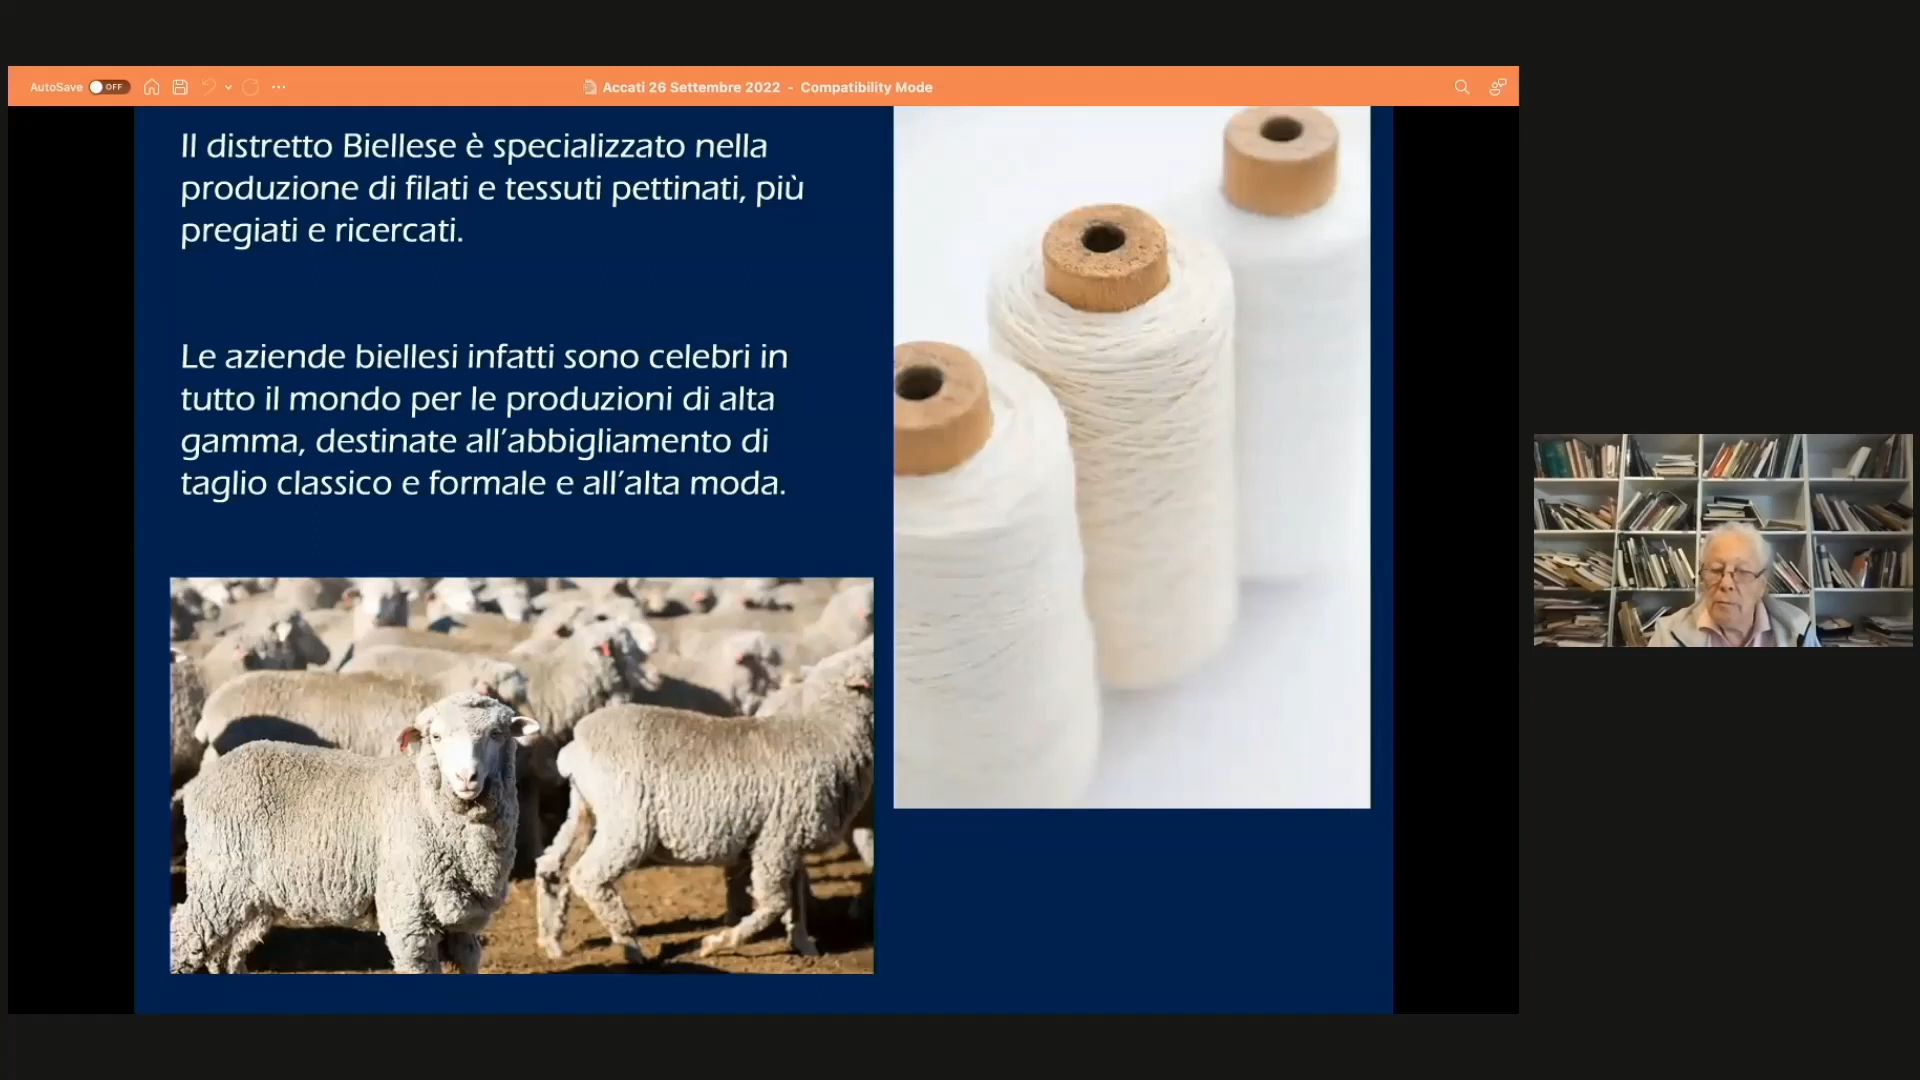 AutoSave OFF
Accati 26 Settembre 2022 - Compatibility Mode
Il distretto Biellese è specializzato nella
produzione di filati e tessuti pettinati, più
pregiati e ricercati.
Le aziende biellesi infatti sono celebri in
tutto il mondo per le produzioni di alta
gamma, destinate all’abbigliamento di
taglio classico e formale e all’alta moda.